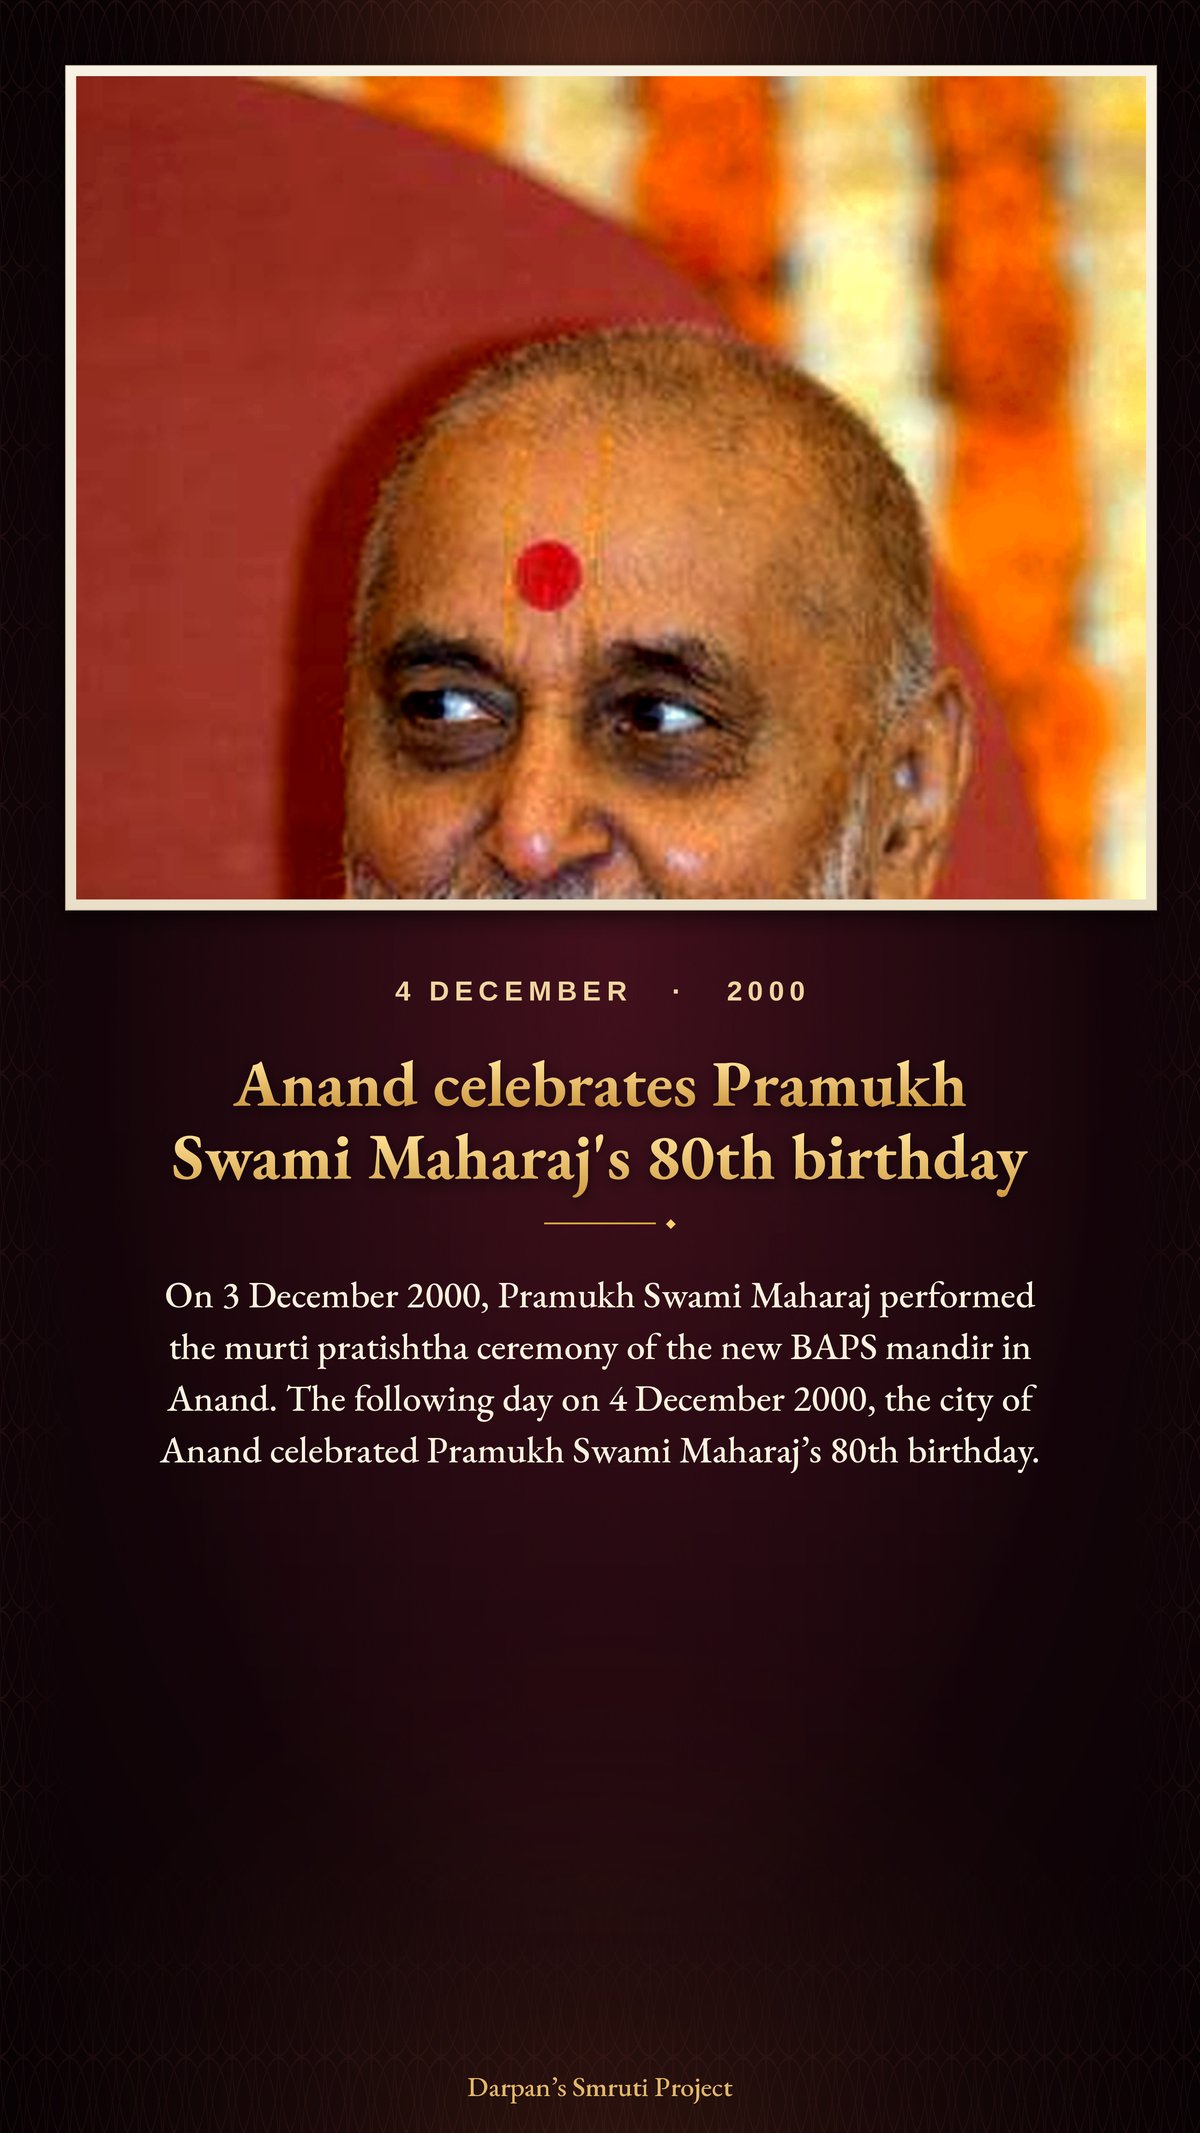 4 DECEMBER · 2000
Anand celebrates Pramukh
Swami Maharaj's 80th birthday
On 3 December 2000, Pramukh Swami Maharaj performed
the murti pratishtha ceremony of the new BAPS mandir in
Anand. The following day on 4 December 2000, the city of
Anand celebrated Pramukh Swami Maharaj’s 80th birthday.
Darpan’s Smruti Project